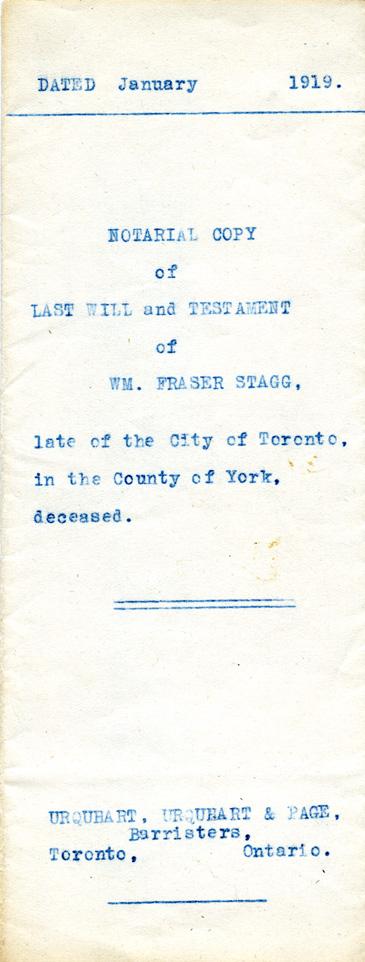 DATED January 1919.
NOTARIAL COPY
of
LAST WILL and TESTAMENT
of
WM. FRASER STAGG,
late of the City of Toronto,
in the County of York,
deceased.
URQUHART, URQUHART & PAGE,
Barristers,
Toronto, Ontario.